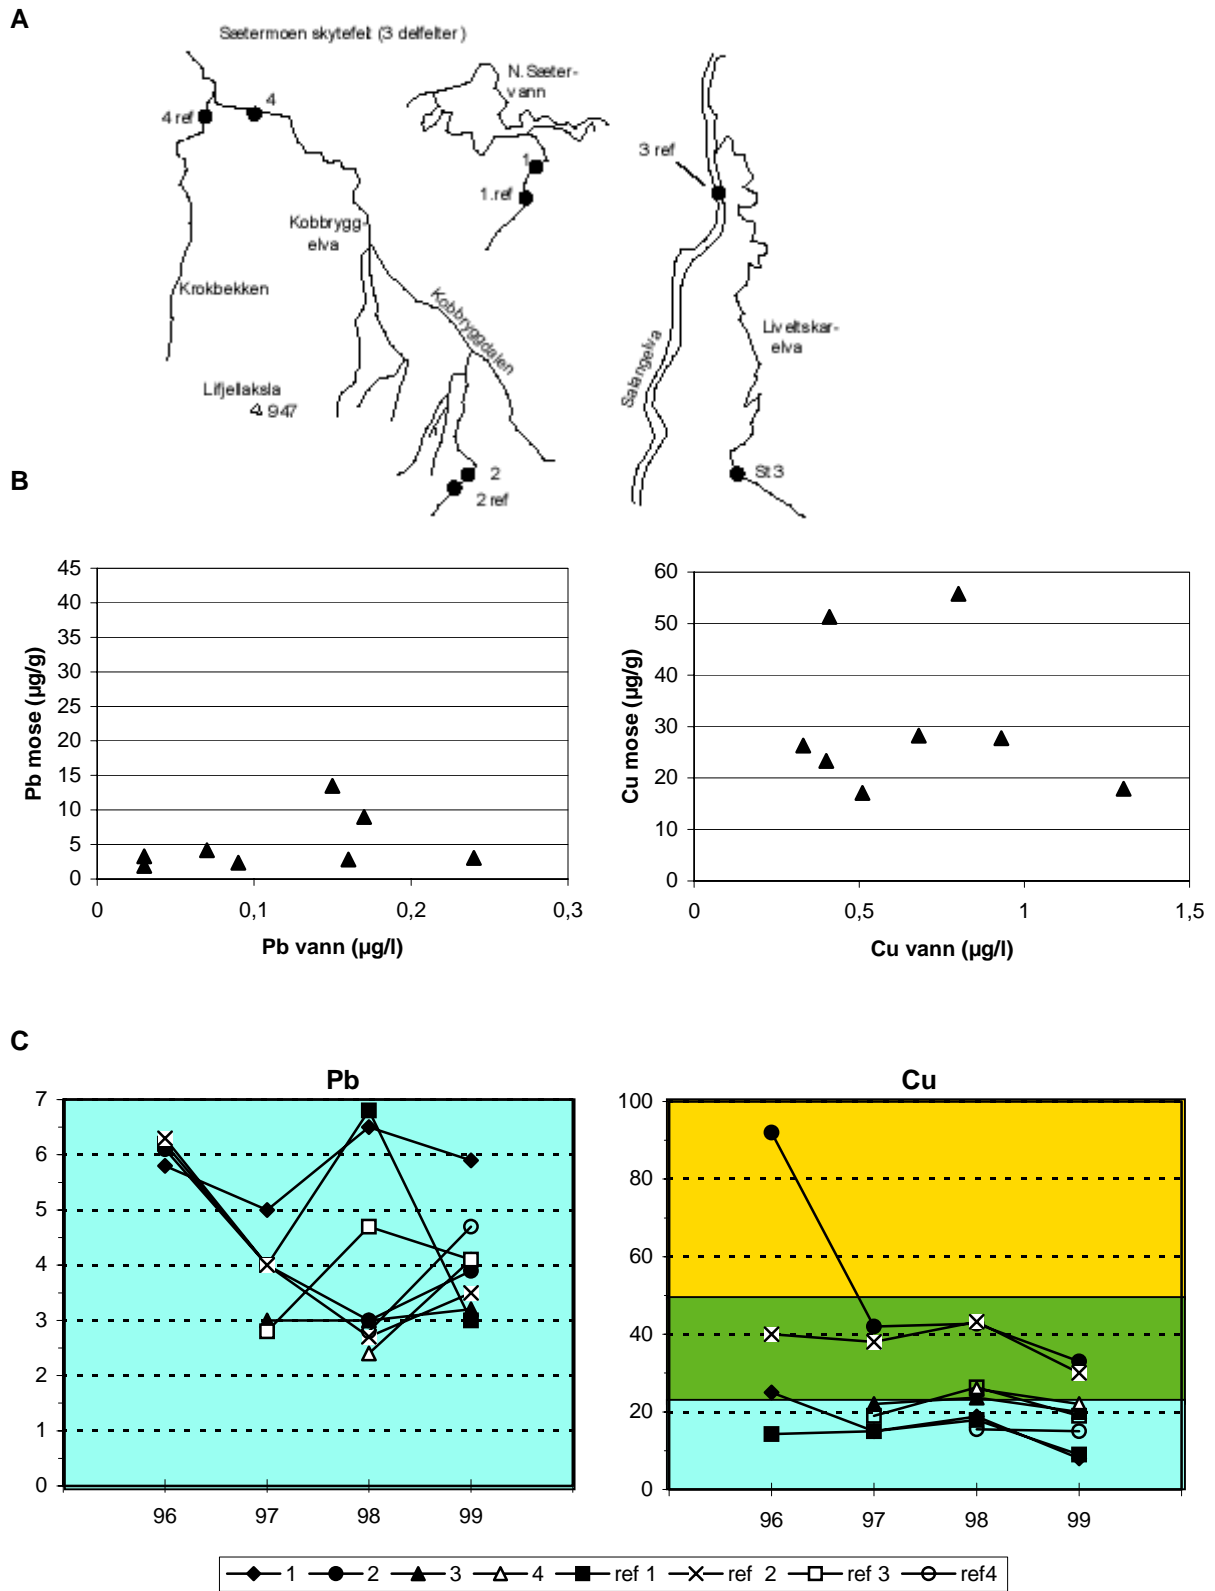 A
Sætermoen skytefelt (3 delfelter)
N. Sæter-
vann
4
4 ref
3 ref
1
1.ref
Kobbrygg-
elva
Krokbekken
Kobbryggdalen
Salangelva
Liveltskar-
elva
Lifjellaksla
947
2
2 ref
St 3
B
45
40
35
30
25
20
15
10
5
0
0
0,1
0,2
0,3
Pb mose (µg/g)
Pb vann (µg/l)
60
50
40
30
20
10
0
0
0,5
1
1,5
Cu mose (µg/g)
Cu vann (µg/l)
C
Pb
7
6
5
4
3
2
1
0
96
97
98
99
Cu
100
80
60
40
20
0
96
97
98
99
1
2
3
4
ref 1
ref 2
ref 3
ref4